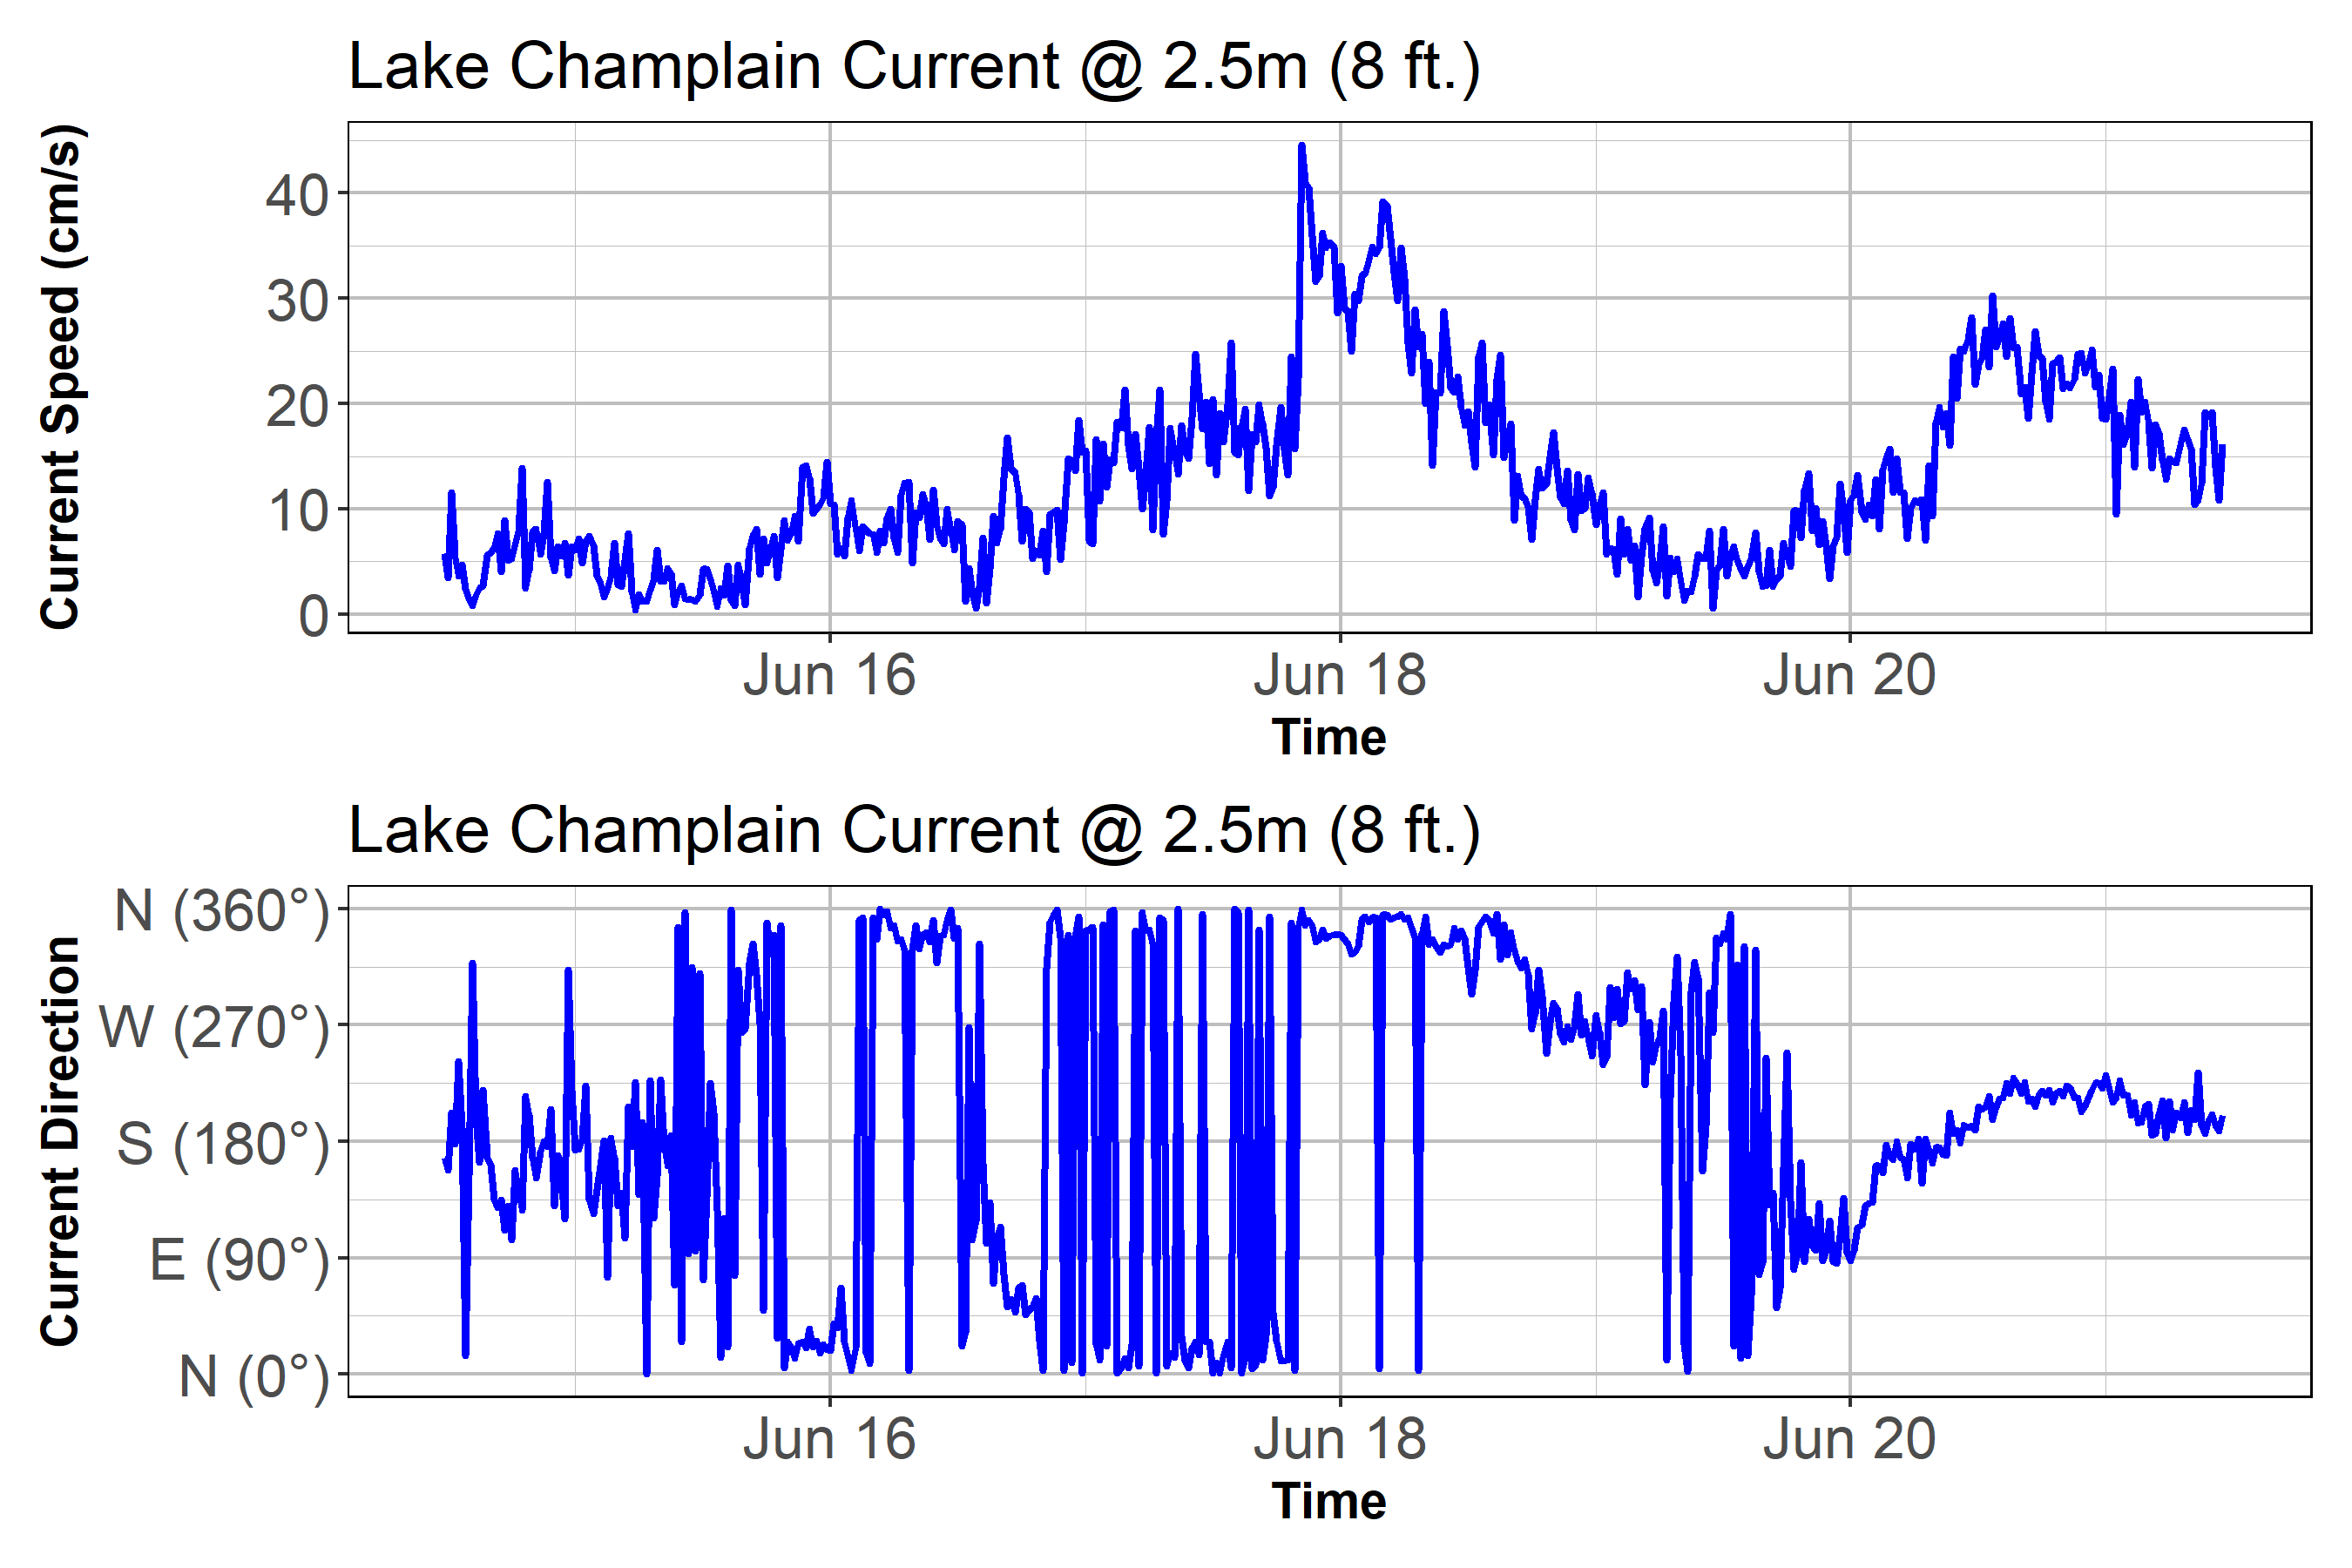 Lake Champlain Current @ 2.5m (8 ft.)
Current Speed (cm/s)
40
30
20
10
0
Jun 16 Jun 18 Jun 20
Time
Lake Champlain Current @ 2.5m (8 ft.)
Current Direction
N (360°)
W (270°)
S (180°)
E (90°)
N (0°)
Jun 16 Jun 18 Jun 20
Time